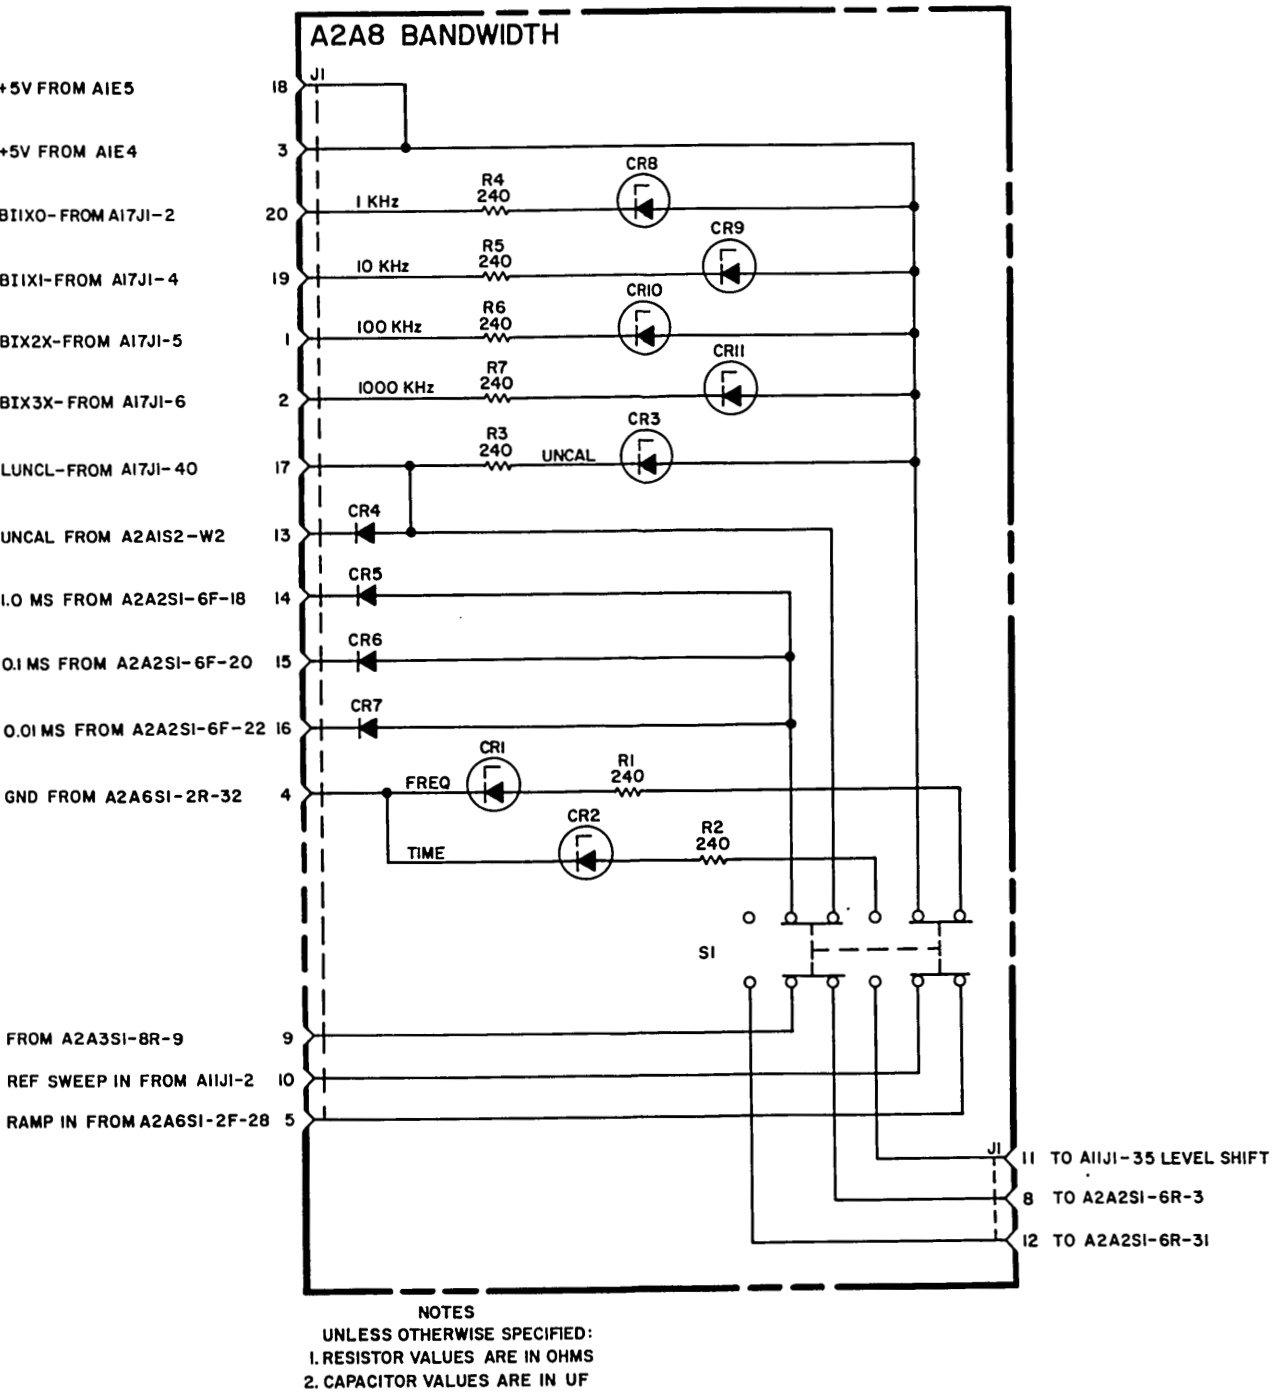 A2A8 BANDWIDTH
J1
+5V FROM A1E5 18
+5V FROM A1E4 3
BI1X0-FROM A17J1-2 20 1 KHz R4 240 CR8
BI1X1-FROM A17J1-4 19 10 KHz R5 240 CR9
BIX2X-FROM A17J1-5 1 100 KHz R6 240 CR10
BIX3X-FROM A17J1-6 2 1000 KHz R7 240 CR11
LUNCL-FROM A17J1-40 17 R3 240 UNCAL CR3
UNCAL FROM A2A1S2-W2 13 CR4
1.0 MS FROM A2A2S1-6F-18 14 CR5
0.1 MS FROM A2A2S1-6F-20 15 CR6
0.01 MS FROM A2A2S1-6F-22 16 CR7
GND FROM A2A6S1-2R-32 4 FREQ CR1 R1 240
TIME CR2 R2 240
S1
FROM A2A3S1-8R-9 9
REF SWEEP IN FROM A11J1-2 10
RAMP IN FROM A2A6S1-2F-28 5
J1
11 TO A11J1-35 LEVEL SHIFT
8 TO A2A2S1-6R-3
12 TO A2A2S1-6R-31
NOTES
UNLESS OTHERWISE SPECIFIED:
1. RESISTOR VALUES ARE IN OHMS
2. CAPACITOR VALUES ARE IN UF